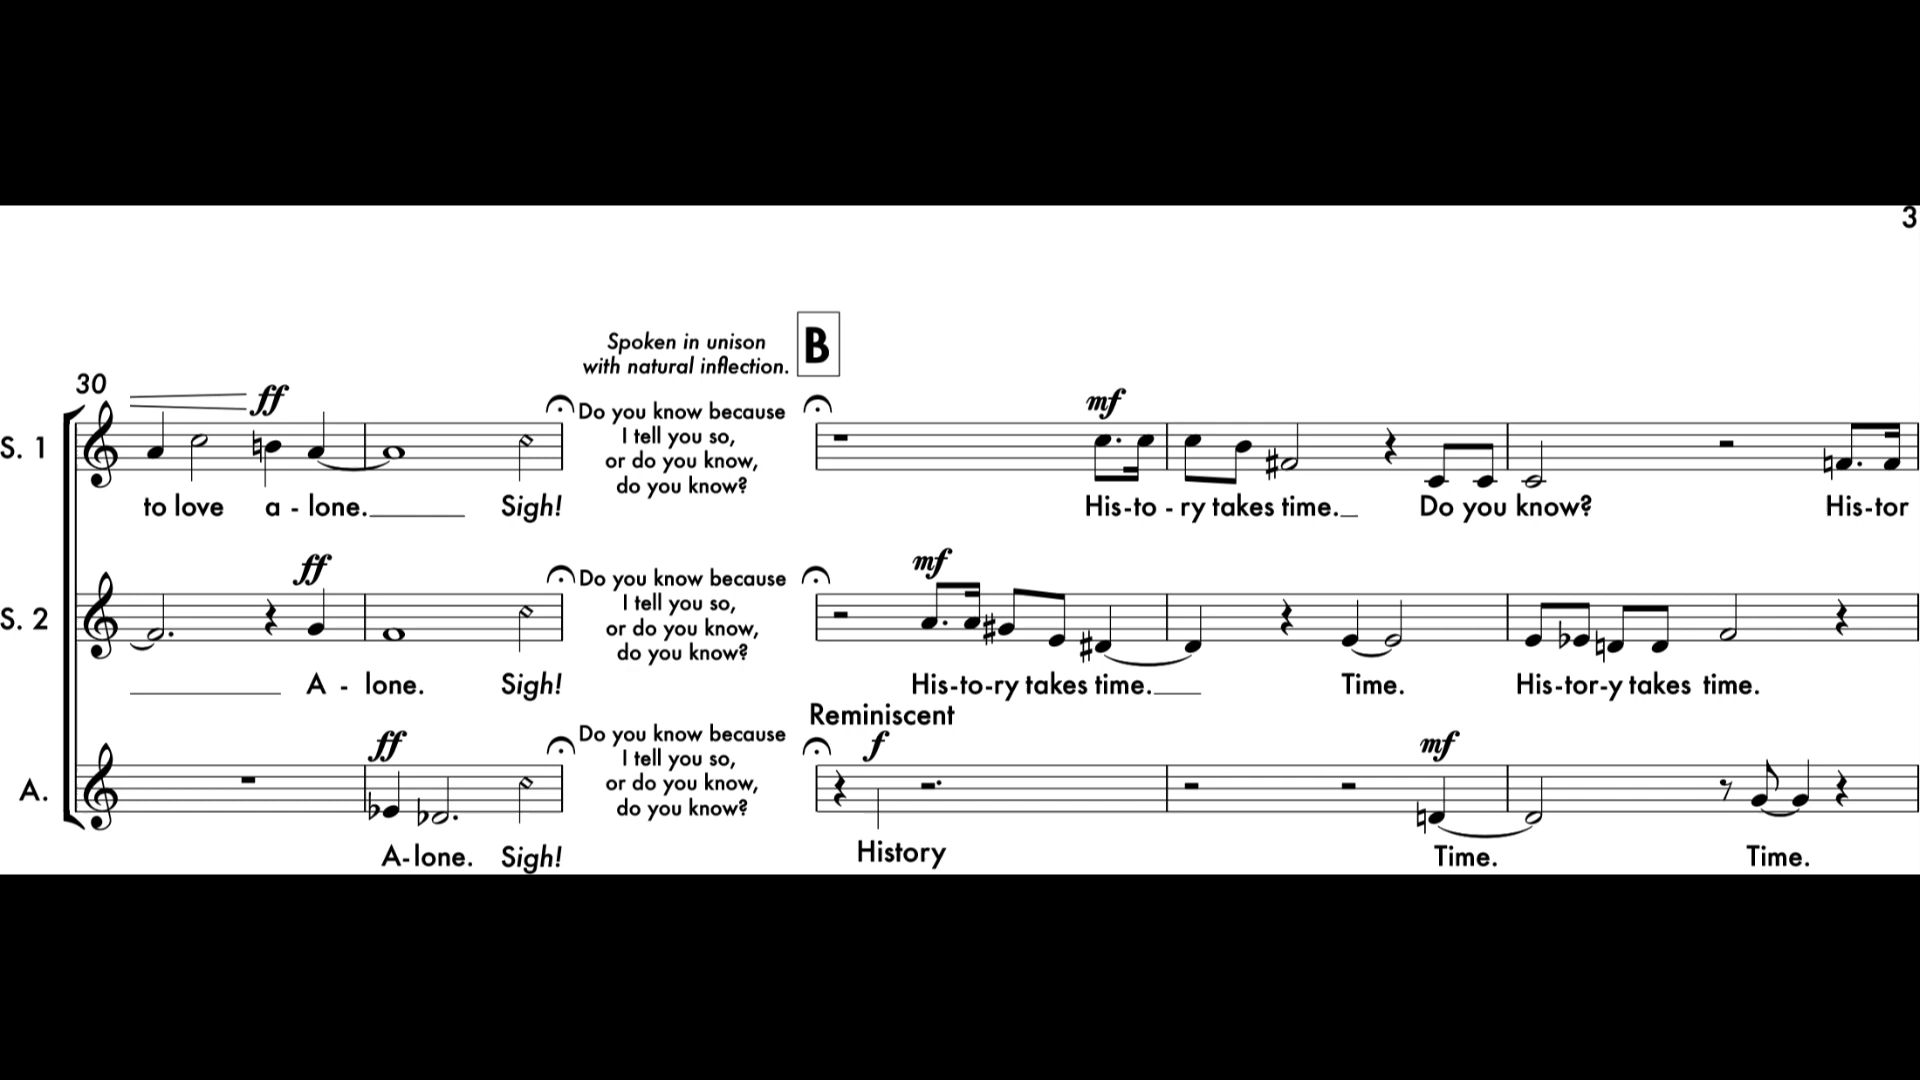 3
Spoken in unison
with natural inflection.
B
30
ff
mf
S. 1
Do you know because
I tell you so,
or do you know,
do you know?
to love a - lone. Sigh! His-to - ry takes time. Do you know? His-tor
ff
mf
S. 2
Do you know because
I tell you so,
or do you know,
do you know?
A - lone. Sigh! His-to-ry takes time. Time. His-tor-y takes time.
Reminiscent
ff
f
mf
A.
Do you know because
I tell you so,
or do you know,
do you know?
A-lone. Sigh! History Time. Time.